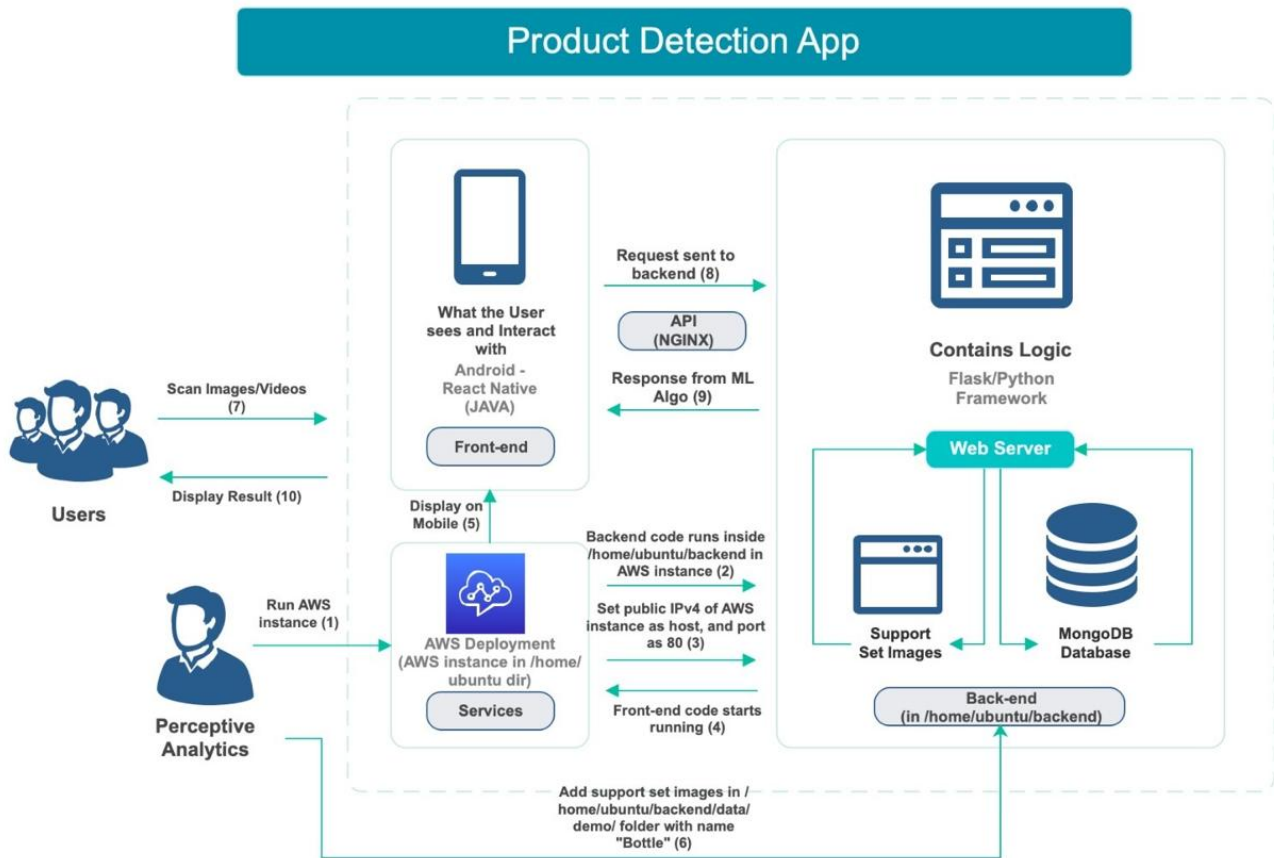 Product Detection App
What the User
sees and Interact
with
Android -
React Native
(JAVA)
Front-end
Request sent to
backend (8)
API
(NGINX)
Response from ML
Algo (9)
Contains Logic
Flask/Python
Framework
Web Server
Support
Set Images
MongoDB
Database
Back-end
(in /home/ubuntu/backend)
Scan Images/Videos
(7)
Display Result (10)
Users
Display on
Mobile (5)
Backend code runs inside
/home/ubuntu/backend in
AWS instance (2)
Set public IPv4 of AWS
instance as host, and port
as 80 (3)
Front-end code starts
running (4)
Run AWS
instance (1)
AWS Deployment
(AWS instance in /home/
ubuntu dir)
Services
Perceptive
Analytics
Add support set images in /
home/ubuntu/backend/data/
demo/ folder with name
"Bottle" (6)